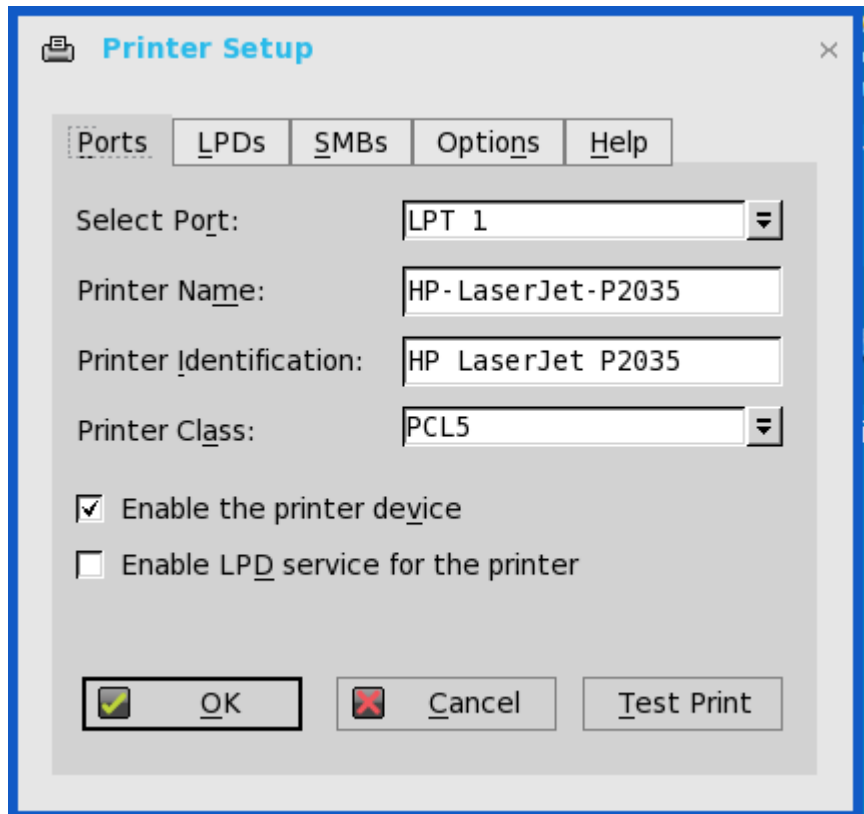 Printer Setup
Ports LPDs SMBs Options Help
Select Port: LPT 1
Printer Name: HP-LaserJet-P2035
Printer Identification: HP LaserJet P2035
Printer Class: PCL5
Enable the printer device
Enable LPD service for the printer
OK Cancel Test Print